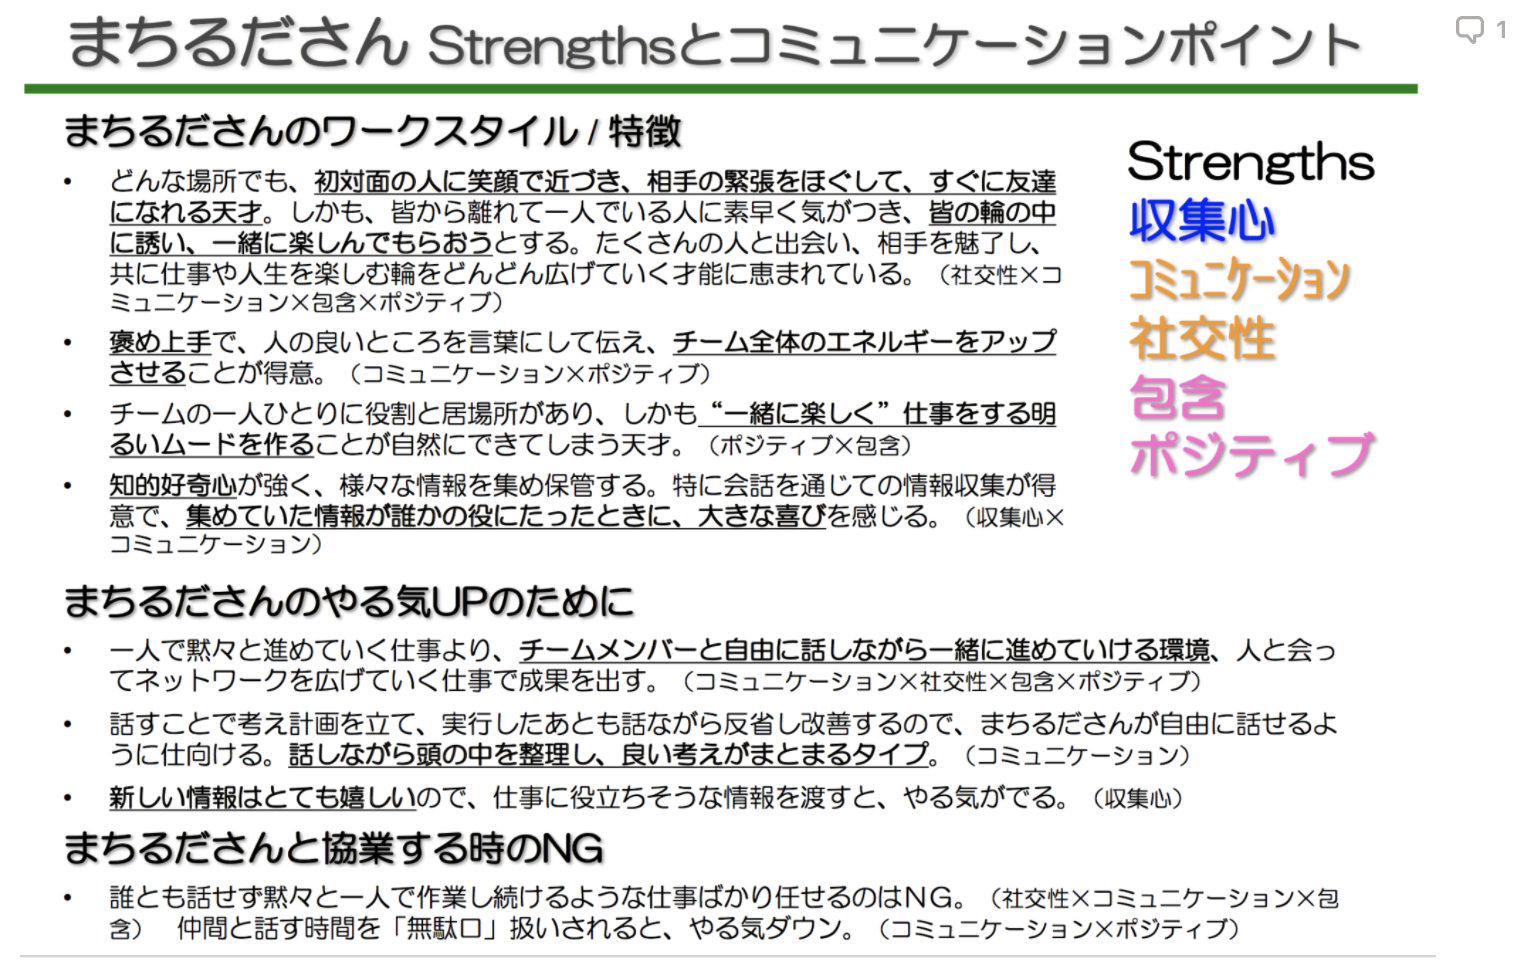 まちるださん Strengthsとコミュニケーションポイント
1
まちるださんのワークスタイル / 特徴
• どんな場所でも、初対面の人に笑顔で近づき、相手の緊張をほぐして、すぐに友達
になれる天才。しかも、皆から離れて一人でいる人に素早く気がつき、皆の輪の中
に誘い、一緒に楽しんでもらおうとする。たくさんの人と出会い、相手を魅了し、
共に仕事や人生を楽しむ輪をどんどん広げていく才能に恵まれている。（社交性×コ
ミュニケーション×包含×ポジティブ）
• 褒め上手で、人の良いところを言葉にして伝え、チーム全体のエネルギーをアップ
させることが得意。（コミュニケーション×ポジティブ）
• チームの一人ひとりに役割と居場所があり、しかも“一緒に楽しく”仕事をする明
るいムードを作ることが自然にできてしまう天才。（ポジティブ×包含）
• 知的好奇心が強く、様々な情報を集め保管する。特に会話を通じての情報収集が得
意で、集めていた情報が誰かの役にたったときに、大きな喜びを感じる。（収集心×
コミュニケーション）
Strengths
収集心
コミュニケーション
社交性
包含
ポジティブ
まちるださんのやる気UPのために
• 一人で黙々と進めていく仕事より、チームメンバーと自由に話しながら一緒に進めていける環境、人と会っ
てネットワークを広げていく仕事で成果を出す。（コミュニケーション×社交性×包含×ポジティブ）
• 話すことで考え計画を立て、実行したあとも話ながら反省し改善するので、まちるださんが自由に話せるよ
うに仕向ける。話しながら頭の中を整理し、良い考えがまとまるタイプ。（コミュニケーション）
• 新しい情報はとても嬉しいので、仕事に役立ちそうな情報を渡すと、やる気がでる。（収集心）
まちるださんと協業する時のNG
• 誰とも話せず黙々と一人で作業し続けるような仕事ばかり任せるのはＮＧ。（社交性×コミュニケーション×包
含）　仲間と話す時間を「無駄口」扱いされると、やる気ダウン。（コミュニケーション×ポジティブ）